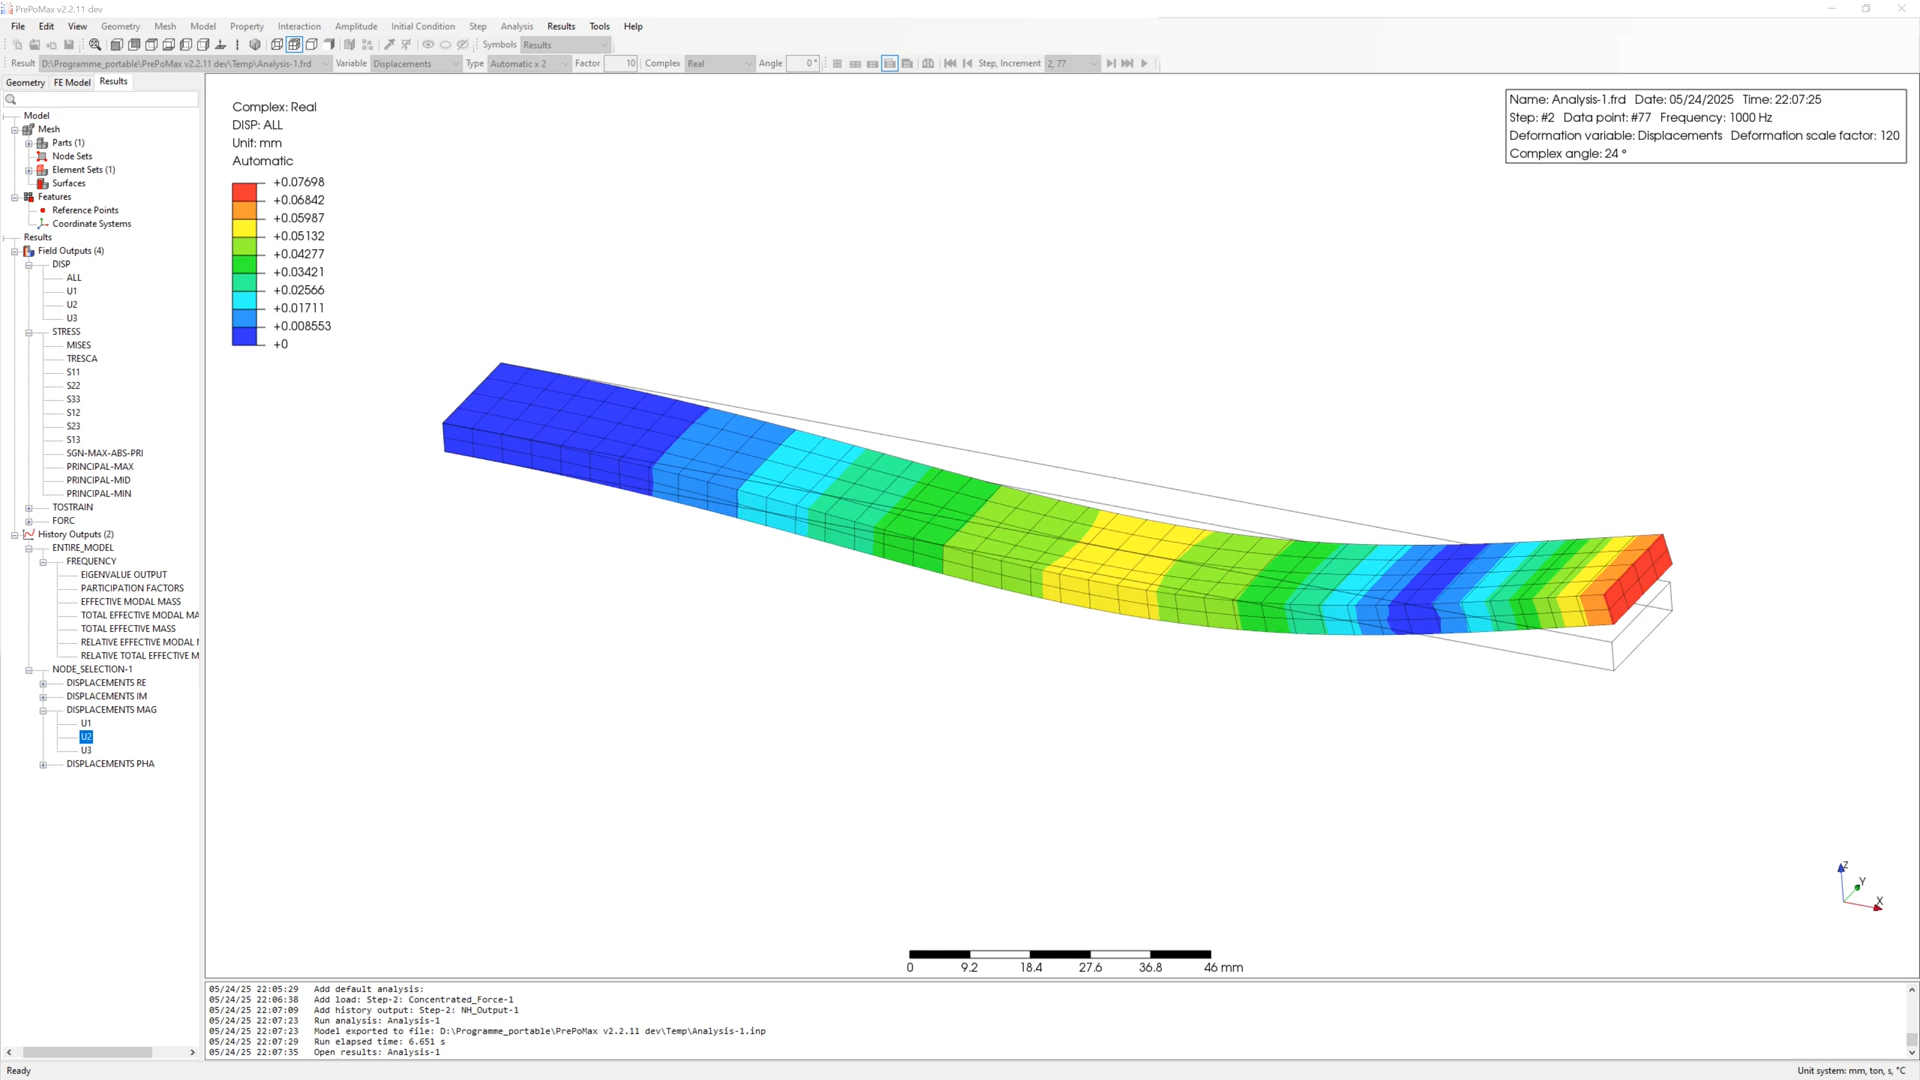 PrePoMax v2.2.11 dev
File Edit View Geometry Mesh Model Property Interaction Amplitude Initial Condition Step Analysis Results Tools Help
Symbols Results
Result D:\Programme_portable\PrePoMax v2.2.11 dev\Temp\Analysis-1.frd Variable Displacements Type Automatic x 2 Factor 10 Complex Real Angle 0° Step, Increment 2, 77
Geometry FE Model Results
Model
Mesh
Parts (1)
Node Sets
Element Sets (1)
Surfaces
Features
Reference Points
Coordinate Systems
Results
Field Outputs (4)
DISP
ALL
U1
U2
U3
STRESS
MISES
TRESCA
S11
S22
S33
S12
S23
S13
SGN-MAX-ABS-PRI
PRINCIPAL-MAX
PRINCIPAL-MID
PRINCIPAL-MIN
TOSTRAIN
FORC
History Outputs (2)
ENTIRE_MODEL
FREQUENCY
EIGENVALUE OUTPUT
PARTICIPATION FACTORS
EFFECTIVE MODAL MASS
TOTAL EFFECTIVE MODAL MA
TOTAL EFFECTIVE MASS
RELATIVE EFFECTIVE MODAL
RELATIVE TOTAL EFFECTIVE M
NODE_SELECTION-1
DISPLACEMENTS RE
DISPLACEMENTS IM
DISPLACEMENTS MAG
U1
U2
U3
DISPLACEMENTS PHA
Complex: Real
DISP: ALL
Unit: mm
Automatic
+0.07698
+0.06842
+0.05987
+0.05132
+0.04277
+0.03421
+0.02566
+0.01711
+0.008553
+0
Name: Analysis-1.frd Date: 05/24/2025 Time: 22:07:25
Step: #2 Data point: #77 Frequency: 1000 Hz
Deformation variable: Displacements Deformation scale factor: 120
Complex angle: 24 °
Z
Y
X
0 9.2 18.4 27.6 36.8 46 mm
05/24/25 22:05:29 Add default analysis:
05/24/25 22:06:38 Add load: Step-2: Concentrated_Force-1
05/24/25 22:07:09 Add history output: Step-2: NH_Output-1
05/24/25 22:07:23 Run analysis: Analysis-1
05/24/25 22:07:23 Model exported to file: D:\Programme_portable\PrePoMax v2.2.11 dev\Temp\Analysis-1.inp
05/24/25 22:07:29 Run elapsed time: 6.651 s
05/24/25 22:07:35 Open results: Analysis-1
Ready Unit system: mm, ton, s, °C